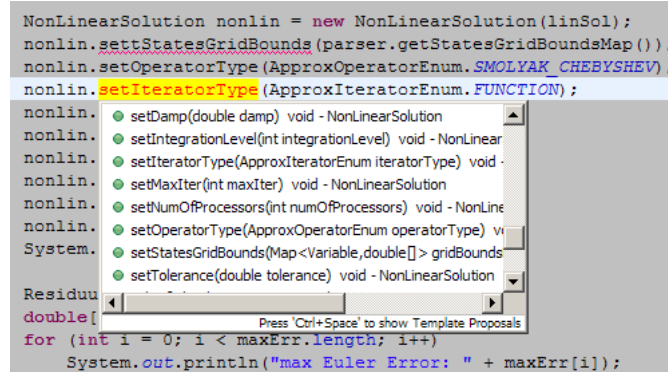 NonLinearSolution nonlin = new NonLinearSolution(linSol);
nonlin.settStatesGridBounds(parser.getStatesGridBoundsMap()).
nonlin.setOperatorType(ApproxOperatorEnum.SMOLYAK_CHEBYSHEV)
nonlin.setIteratorType(ApproxIteratorEnum.FUNCTION);
nonlin.
setDamp(double damp) void - NonLinearSolution
nonlin.
setIntegrationLevel(int integrationLevel) void - NonLinear
nonlin.
setIteratorType(ApproxIteratorEnum iteratorType) void -
nonlin.
setMaxIter(int maxIter) void - NonLinearSolution
nonlin.
setNumOfProcessors(int numOfProcessors) void - NonLine
nonlin.
setOperatorType(ApproxOperatorEnum operatorType) v
System.
setStatesGridBounds(Map<Variable,double[]> gridBounds
setTolerance(double tolerance) void - NonLinearSolution
Residuu
double[
Press 'Ctrl+Space' to show Template Proposals
for (int i = 0; i < maxErr.length; i++)
System.out.println("max Euler Error: " + maxErr[i]);